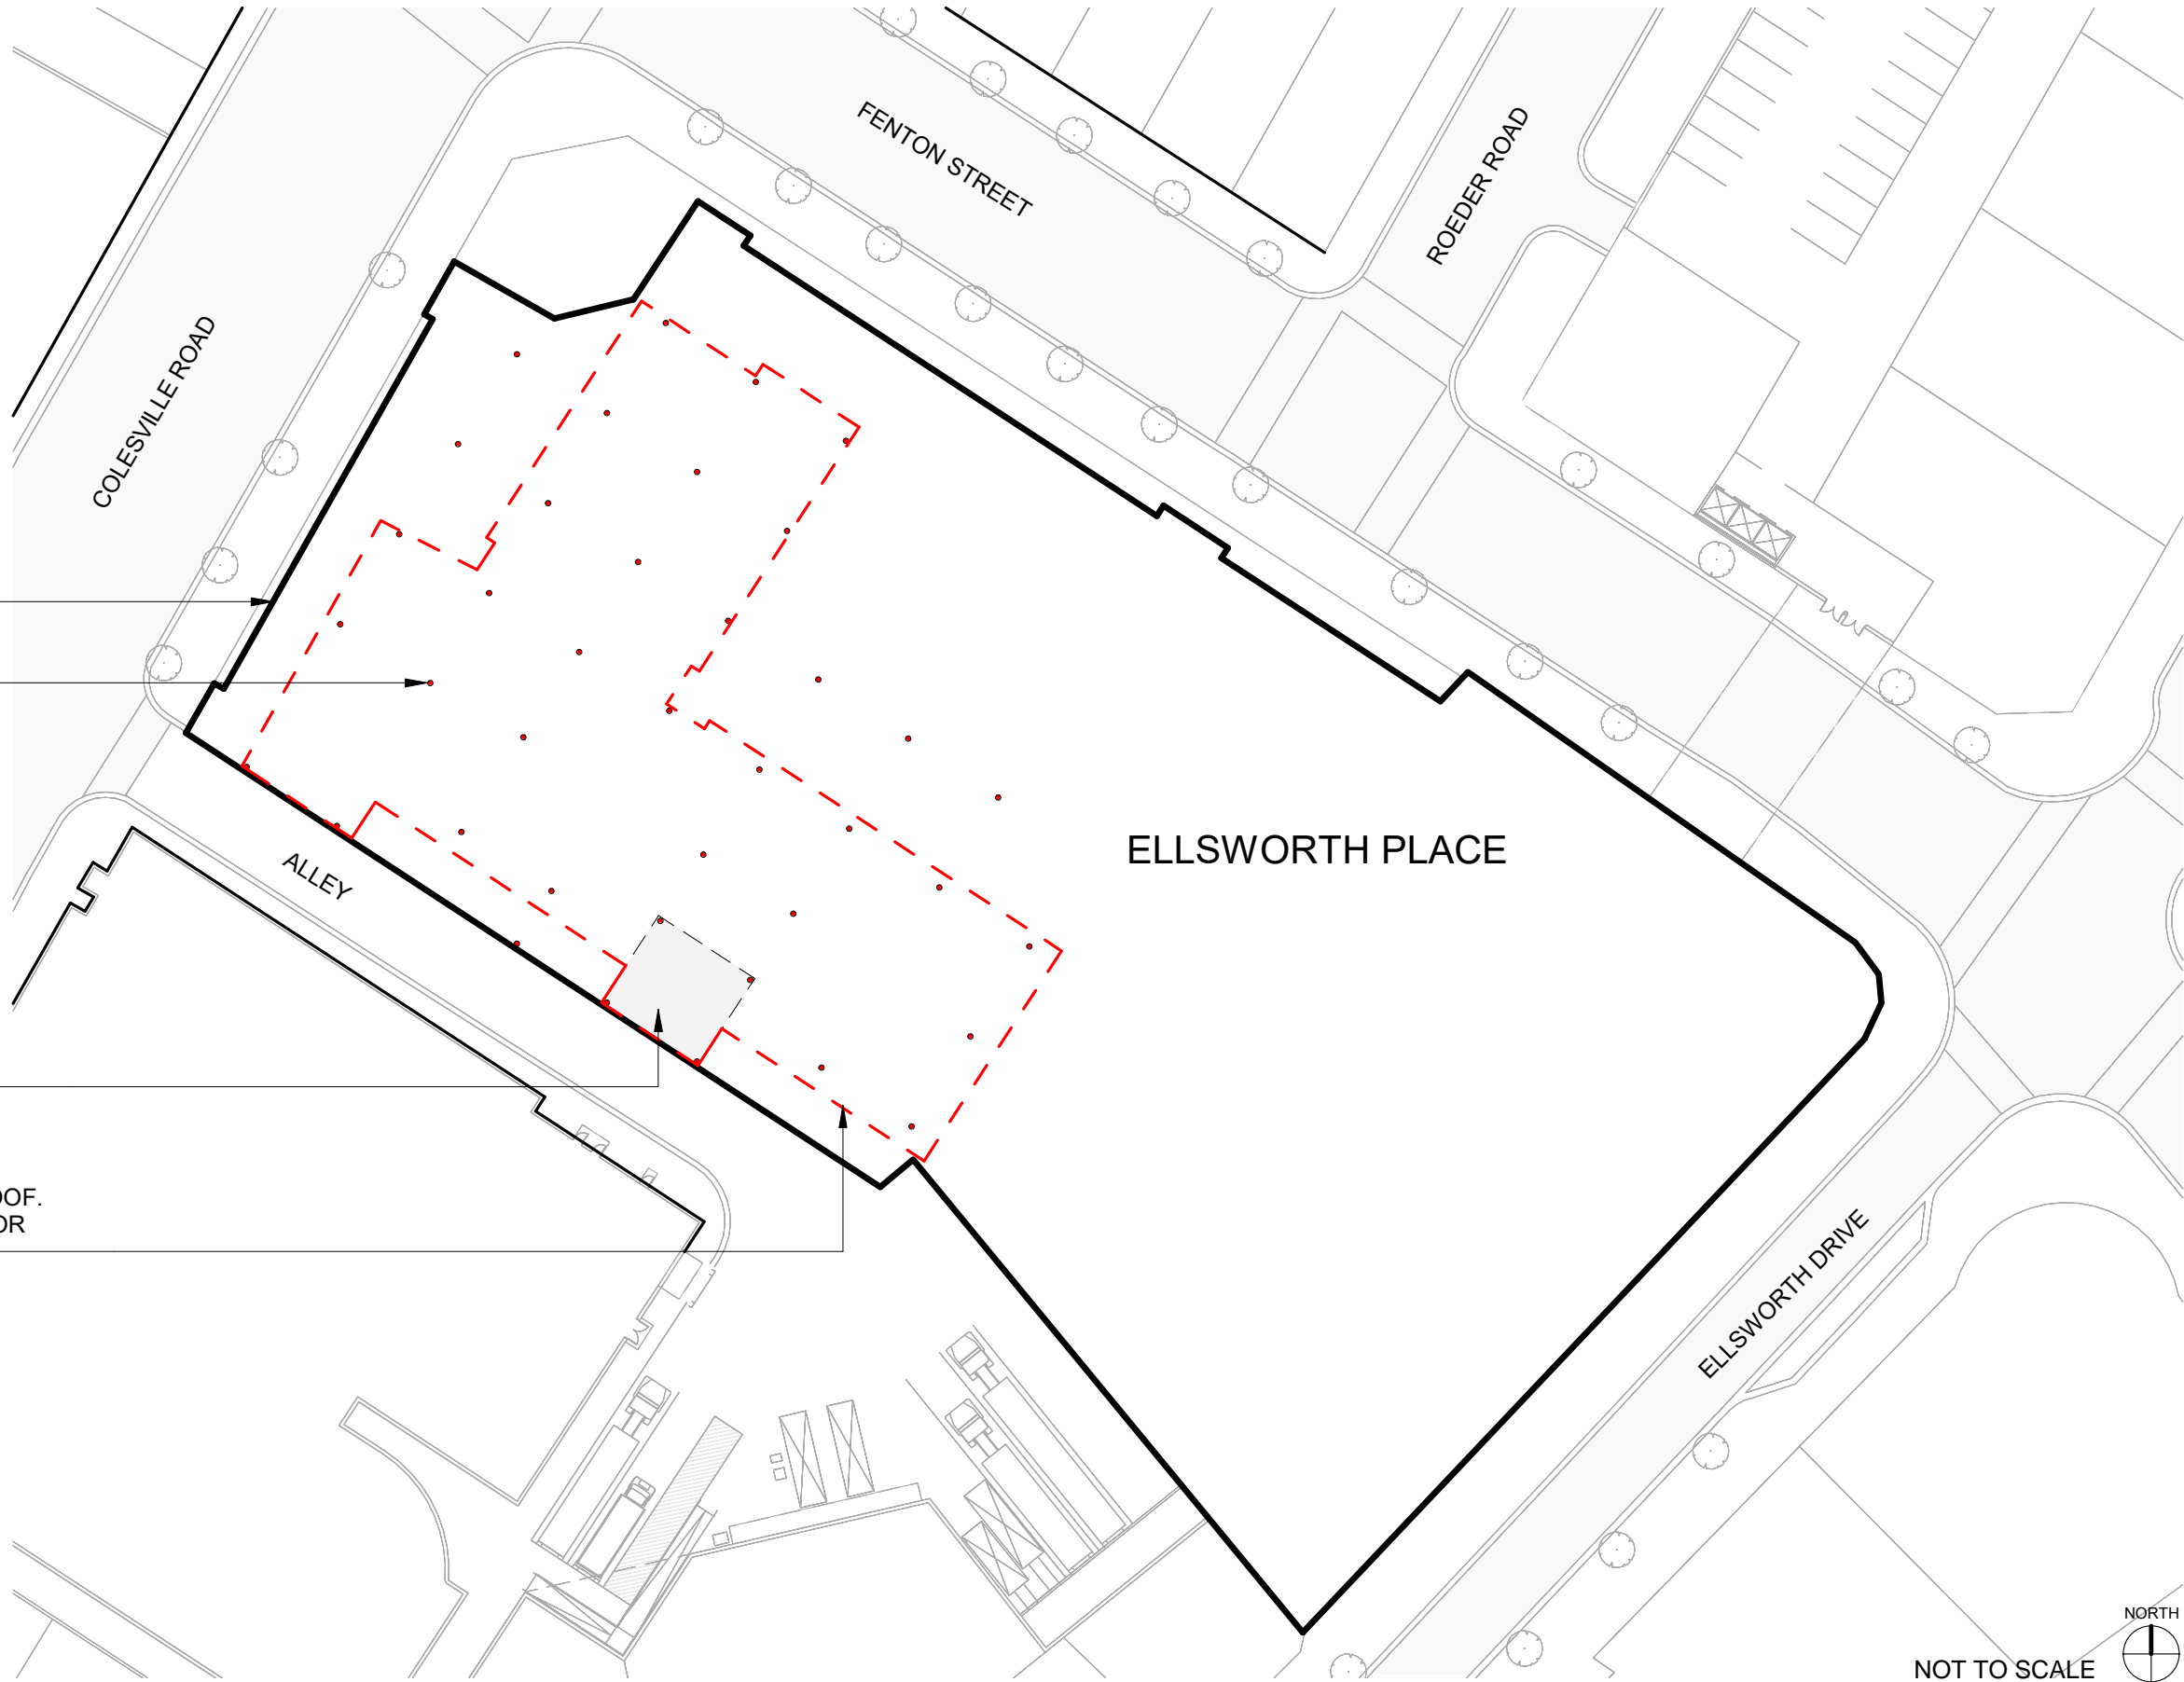 FENTON STREET
ROEDER ROAD
COLESVILLE ROAD
ELLSWORTH PLACE
ALLEY
OOF.
OR
ELLSWORTH DRIVE
NORTH
NOT TO SCALE